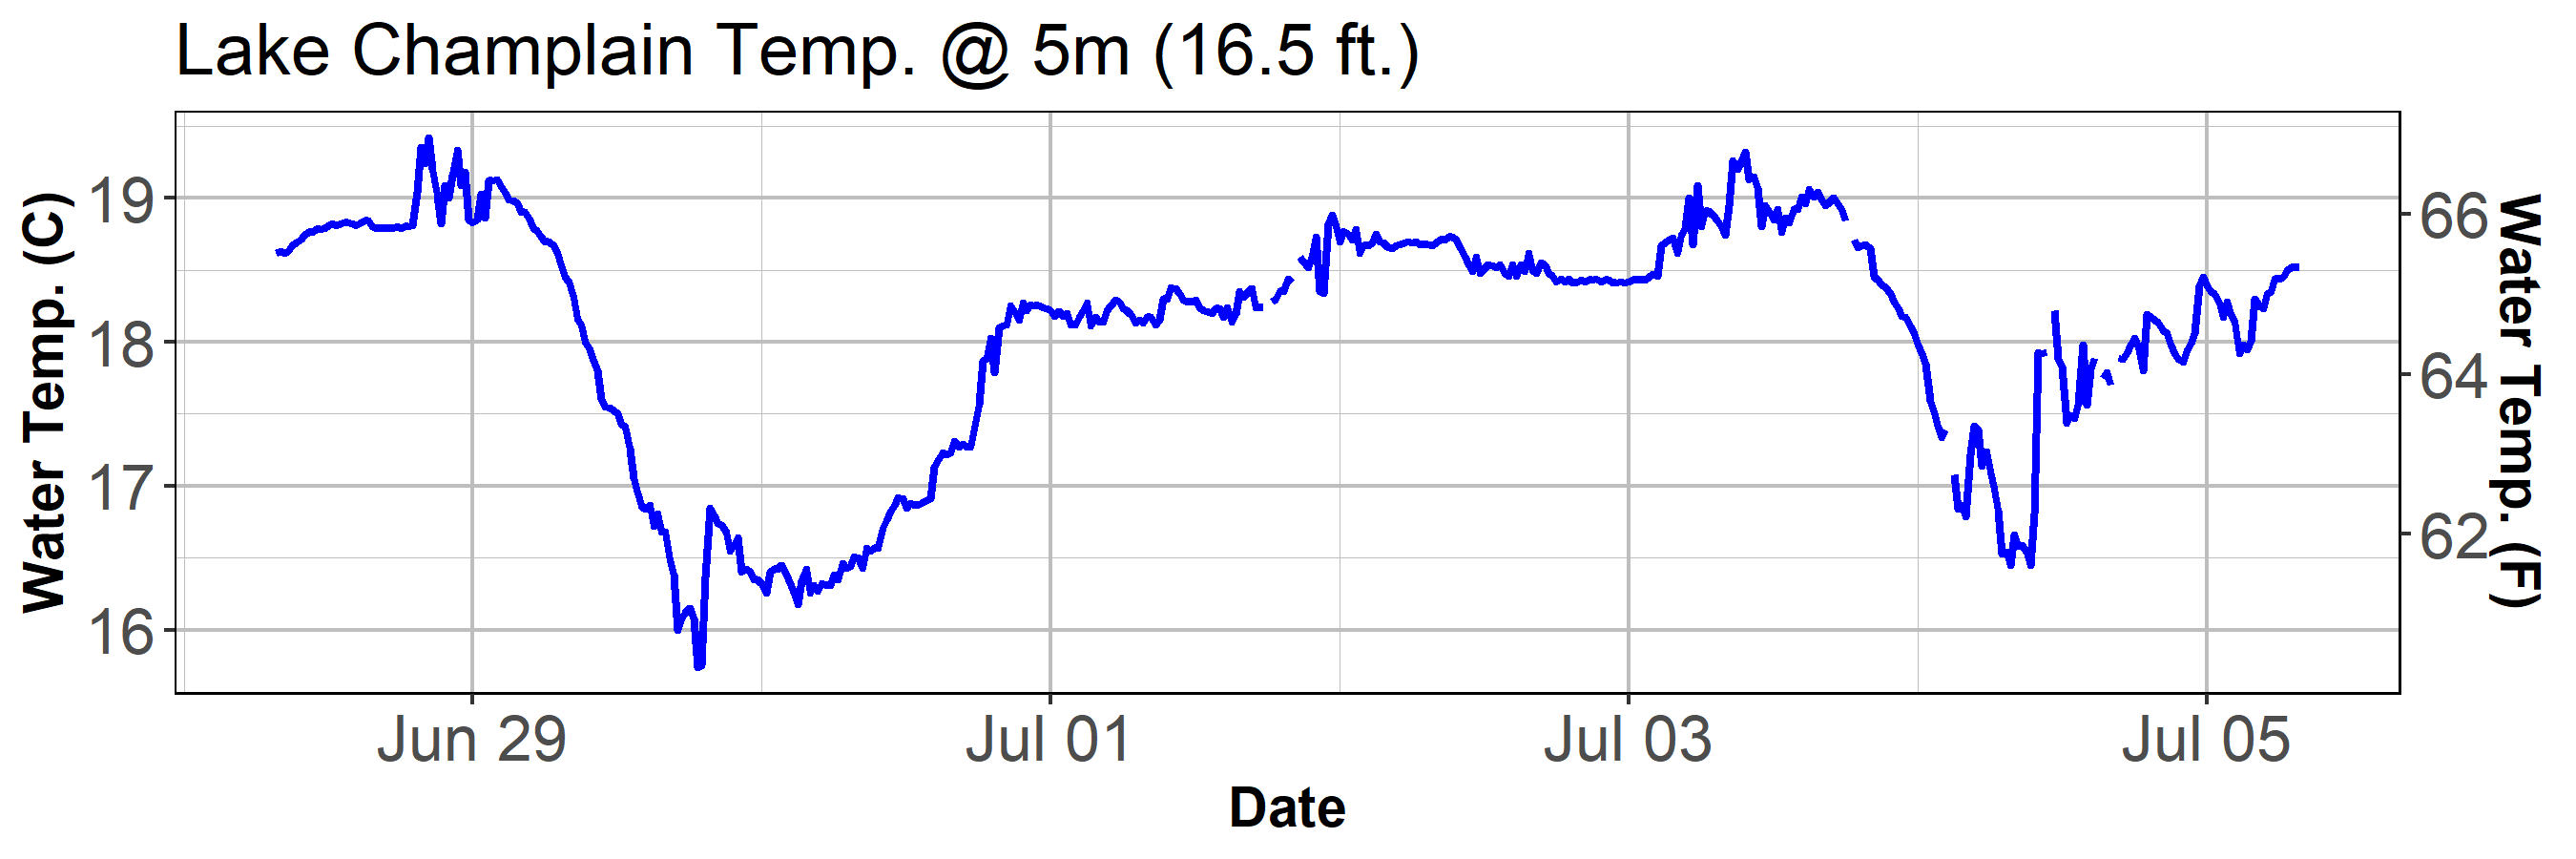 Lake Champlain Temp. @ 5m (16.5 ft.)
Water Temp. (C)
19
18
17
16
66
64
62
Water Temp. (F)
Jun 29
Jul 01
Jul 03
Jul 05
Date